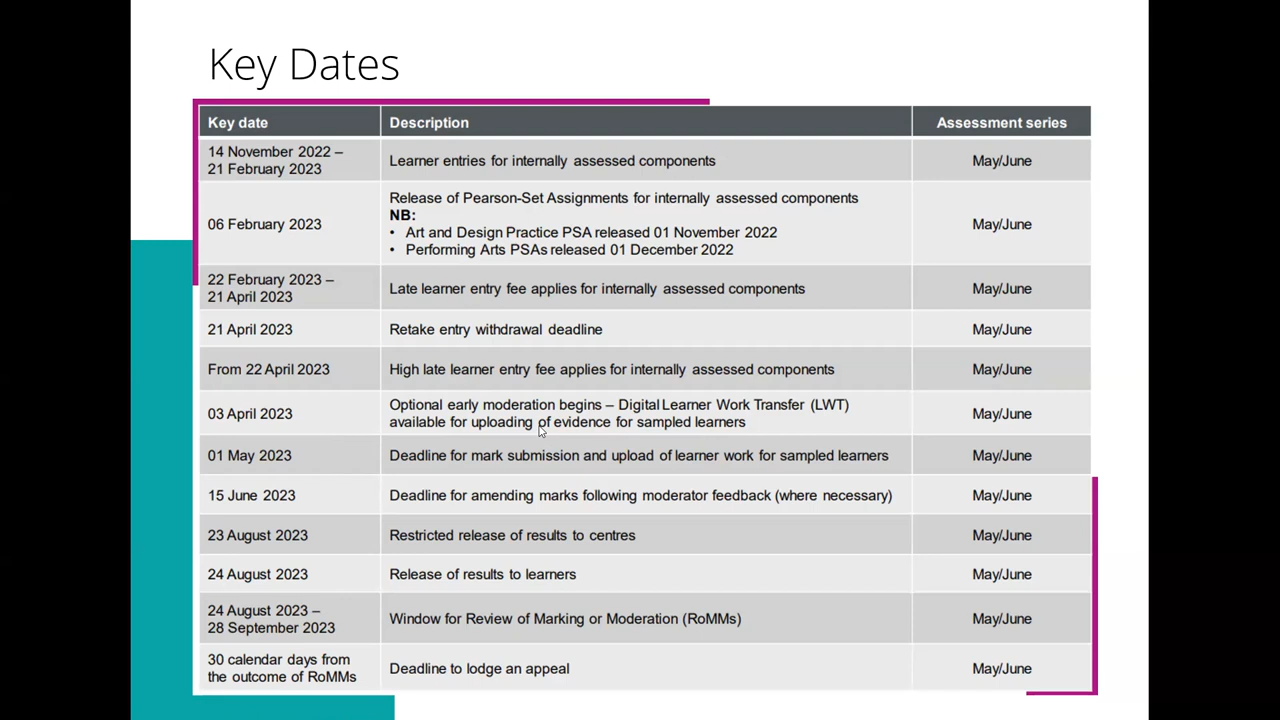 Key Dates
Key date Description Assessment series
14 November 2022 –
21 February 2023
Learner entries for internally assessed components
May/June
06 February 2023
Release of Pearson-Set Assignments for internally assessed components
NB:
• Art and Design Practice PSA released 01 November 2022
• Performing Arts PSAs released 01 December 2022
May/June
22 February 2023 –
21 April 2023
Late learner entry fee applies for internally assessed components
May/June
21 April 2023
Retake entry withdrawal deadline
May/June
From 22 April 2023
High late learner entry fee applies for internally assessed components
May/June
03 April 2023
Optional early moderation begins – Digital Learner Work Transfer (LWT)
available for uploading of evidence for sampled learners
May/June
01 May 2023
Deadline for mark submission and upload of learner work for sampled learners
May/June
15 June 2023
Deadline for amending marks following moderator feedback (where necessary)
May/June
23 August 2023
Restricted release of results to centres
May/June
24 August 2023
Release of results to learners
May/June
24 August 2023 –
28 September 2023
Window for Review of Marking or Moderation (RoMMs)
May/June
30 calendar days from
the outcome of RoMMs
Deadline to lodge an appeal
May/June